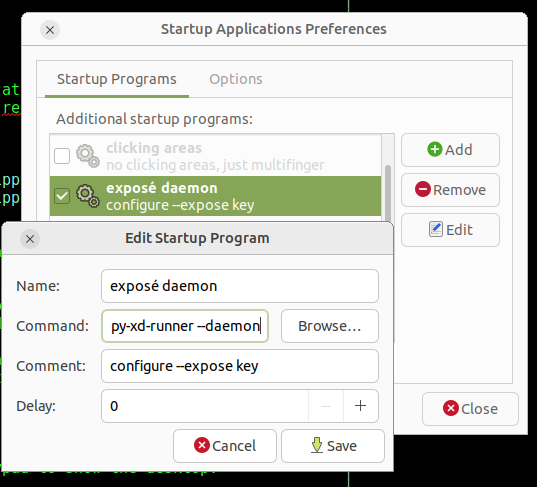 Startup Applications Preferences
Startup Programs Options
Additional startup programs:
clicking areas
no clicking areas, just multifinger
exposé daemon
configure --expose key
Add
Remove
Edit
Edit Startup Program
Name: exposé daemon
Command: py-xd-runner --daemon Browse...
Comment: configure --expose key
Delay: 0
Cancel Save
Close
at
re
ipp
ipp